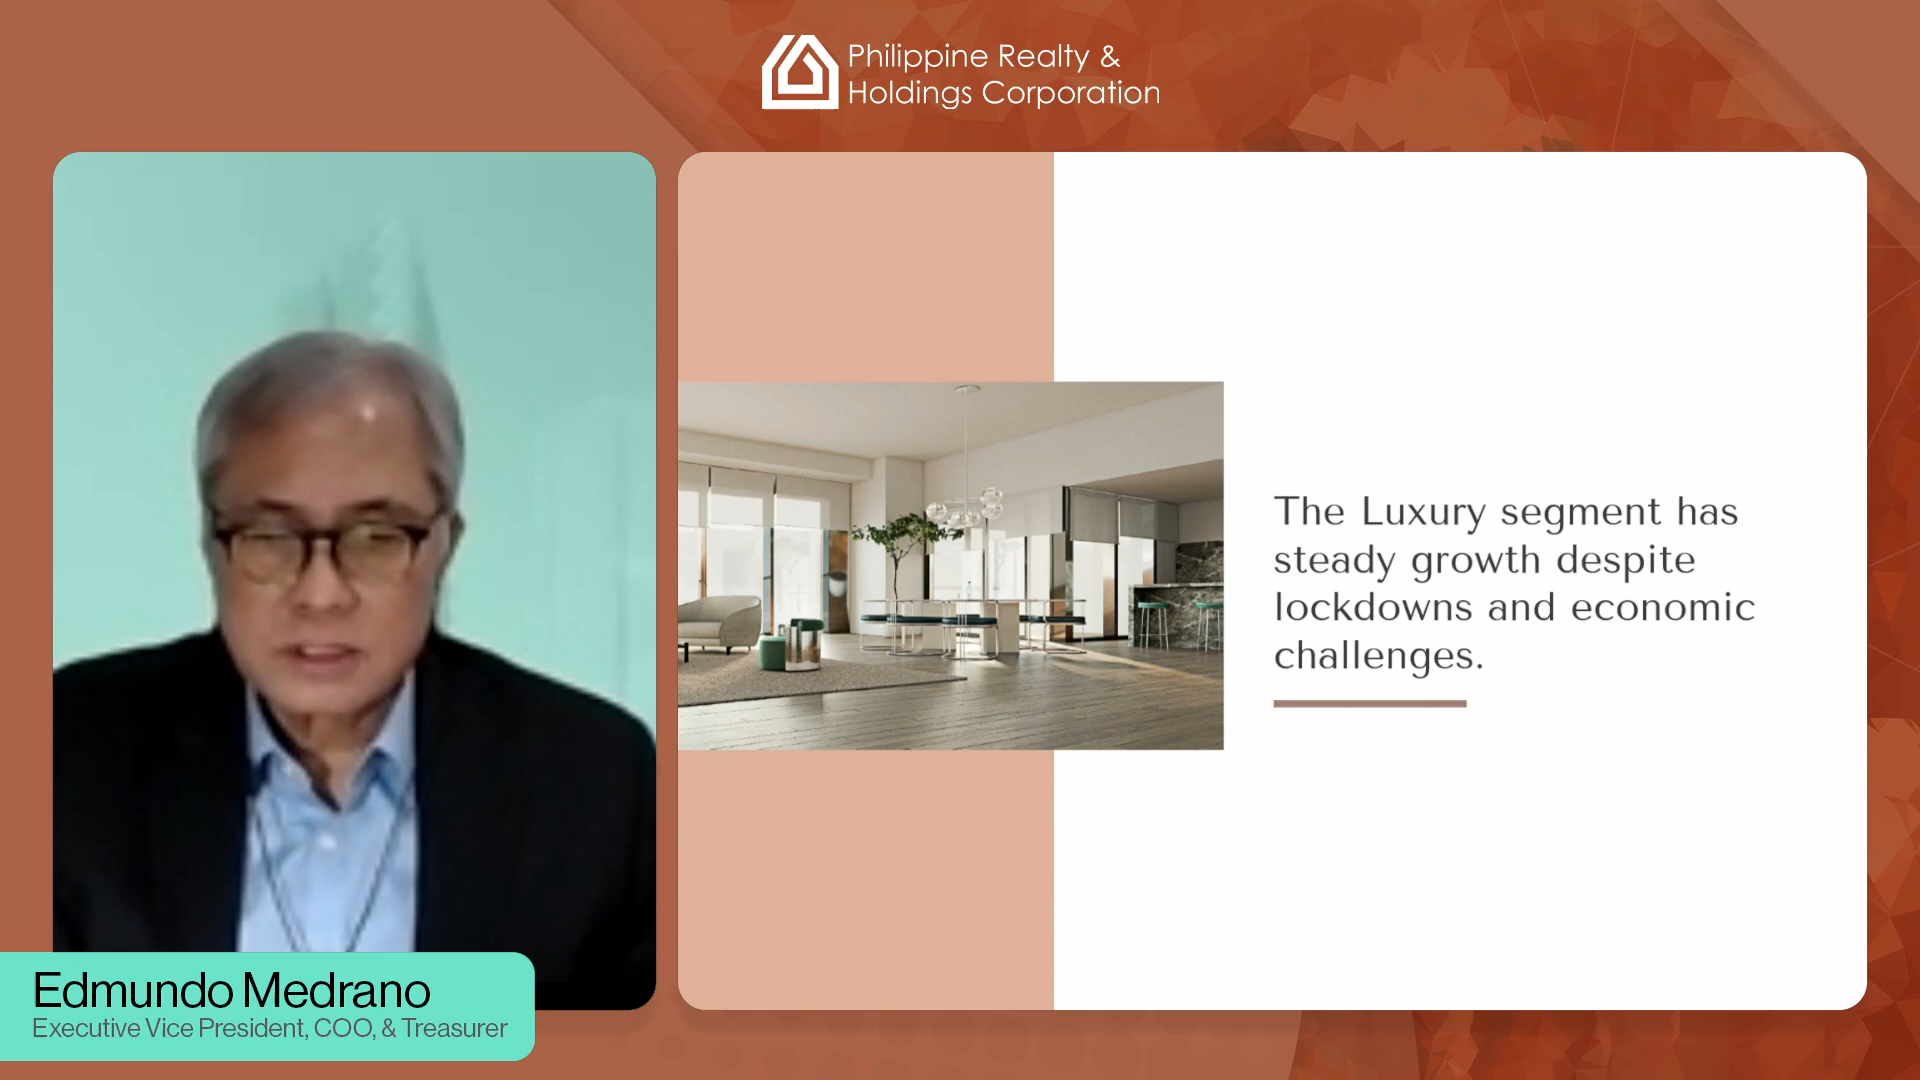 Philippine Realty &
Holdings Corporation
The Luxury segment has
steady growth despite
lockdowns and economic
challenges.
Edmundo Medrano
Executive Vice President, COO, & Treasurer